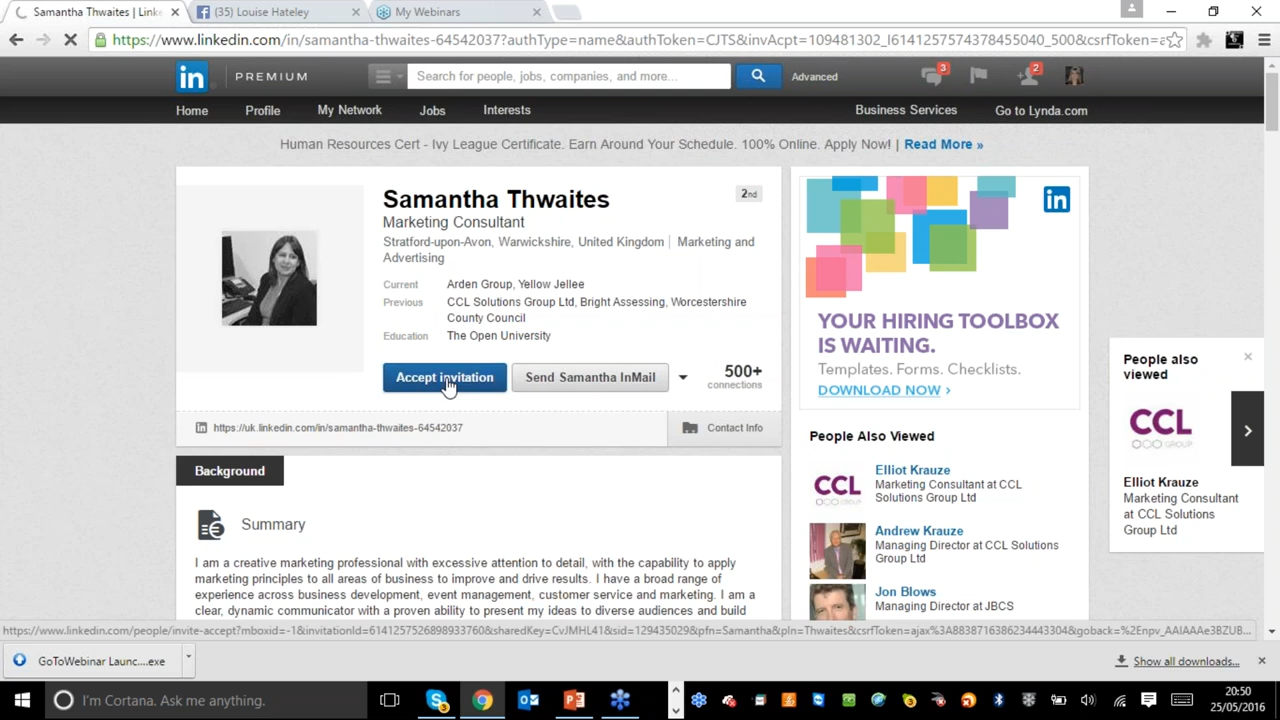 Samantha Thwaites | Linke
(35) Louise Hateley
My Webinars
https://www.linkedin.com/in/samantha-thwaites-64542037?authType=name&authToken=CJTS&invAcpt=109481302_I6141257574378455040_500&csrfToken=a
in PREMIUM
Search for people, jobs, companies, and more...
Advanced
3
2
Home Profile My Network Jobs Interests Business Services Go to Lynda.com
Human Resources Cert - Ivy League Certificate. Earn Around Your Schedule. 100% Online. Apply Now! | Read More »
Samantha Thwaites
2nd
Marketing Consultant
Stratford-upon-Avon, Warwickshire, United Kingdom | Marketing and
Advertising
Current Arden Group, Yellow Jellee
Previous CCL Solutions Group Ltd, Bright Assessing, Worcestershire
County Council
Education The Open University
Accept invitation
Send Samantha InMail
500+
connections
https://uk.linkedin.com/in/samantha-thwaites-64542037
Contact Info
Background
Summary
I am a creative marketing professional with excessive attention to detail, with the capability to apply
marketing principles to all areas of business to improve and drive results. I have a broad range of
experience across business development, event management, customer service and marketing. I am a
clear, dynamic communicator with a proven ability to present my ideas to diverse audiences and build
in
YOUR HIRING TOOLBOX
IS WAITING.
Templates. Forms. Checklists.
DOWNLOAD NOW ›
People Also Viewed
CCL
Elliot Krauze
Marketing Consultant at CCL
Solutions Group Ltd
Andrew Krauze
Managing Director at CCL Solutions
Group Ltd
Jon Blows
Managing Director at JBCS
People also
viewed
CCL
GROUP
Elliot Krauze
Marketing Consultant
at CCL Solutions
Group Ltd
GoToWebinar Launc....exe
Show all downloads...
I'm Cortana. Ask me anything.
20:50
25/05/2016